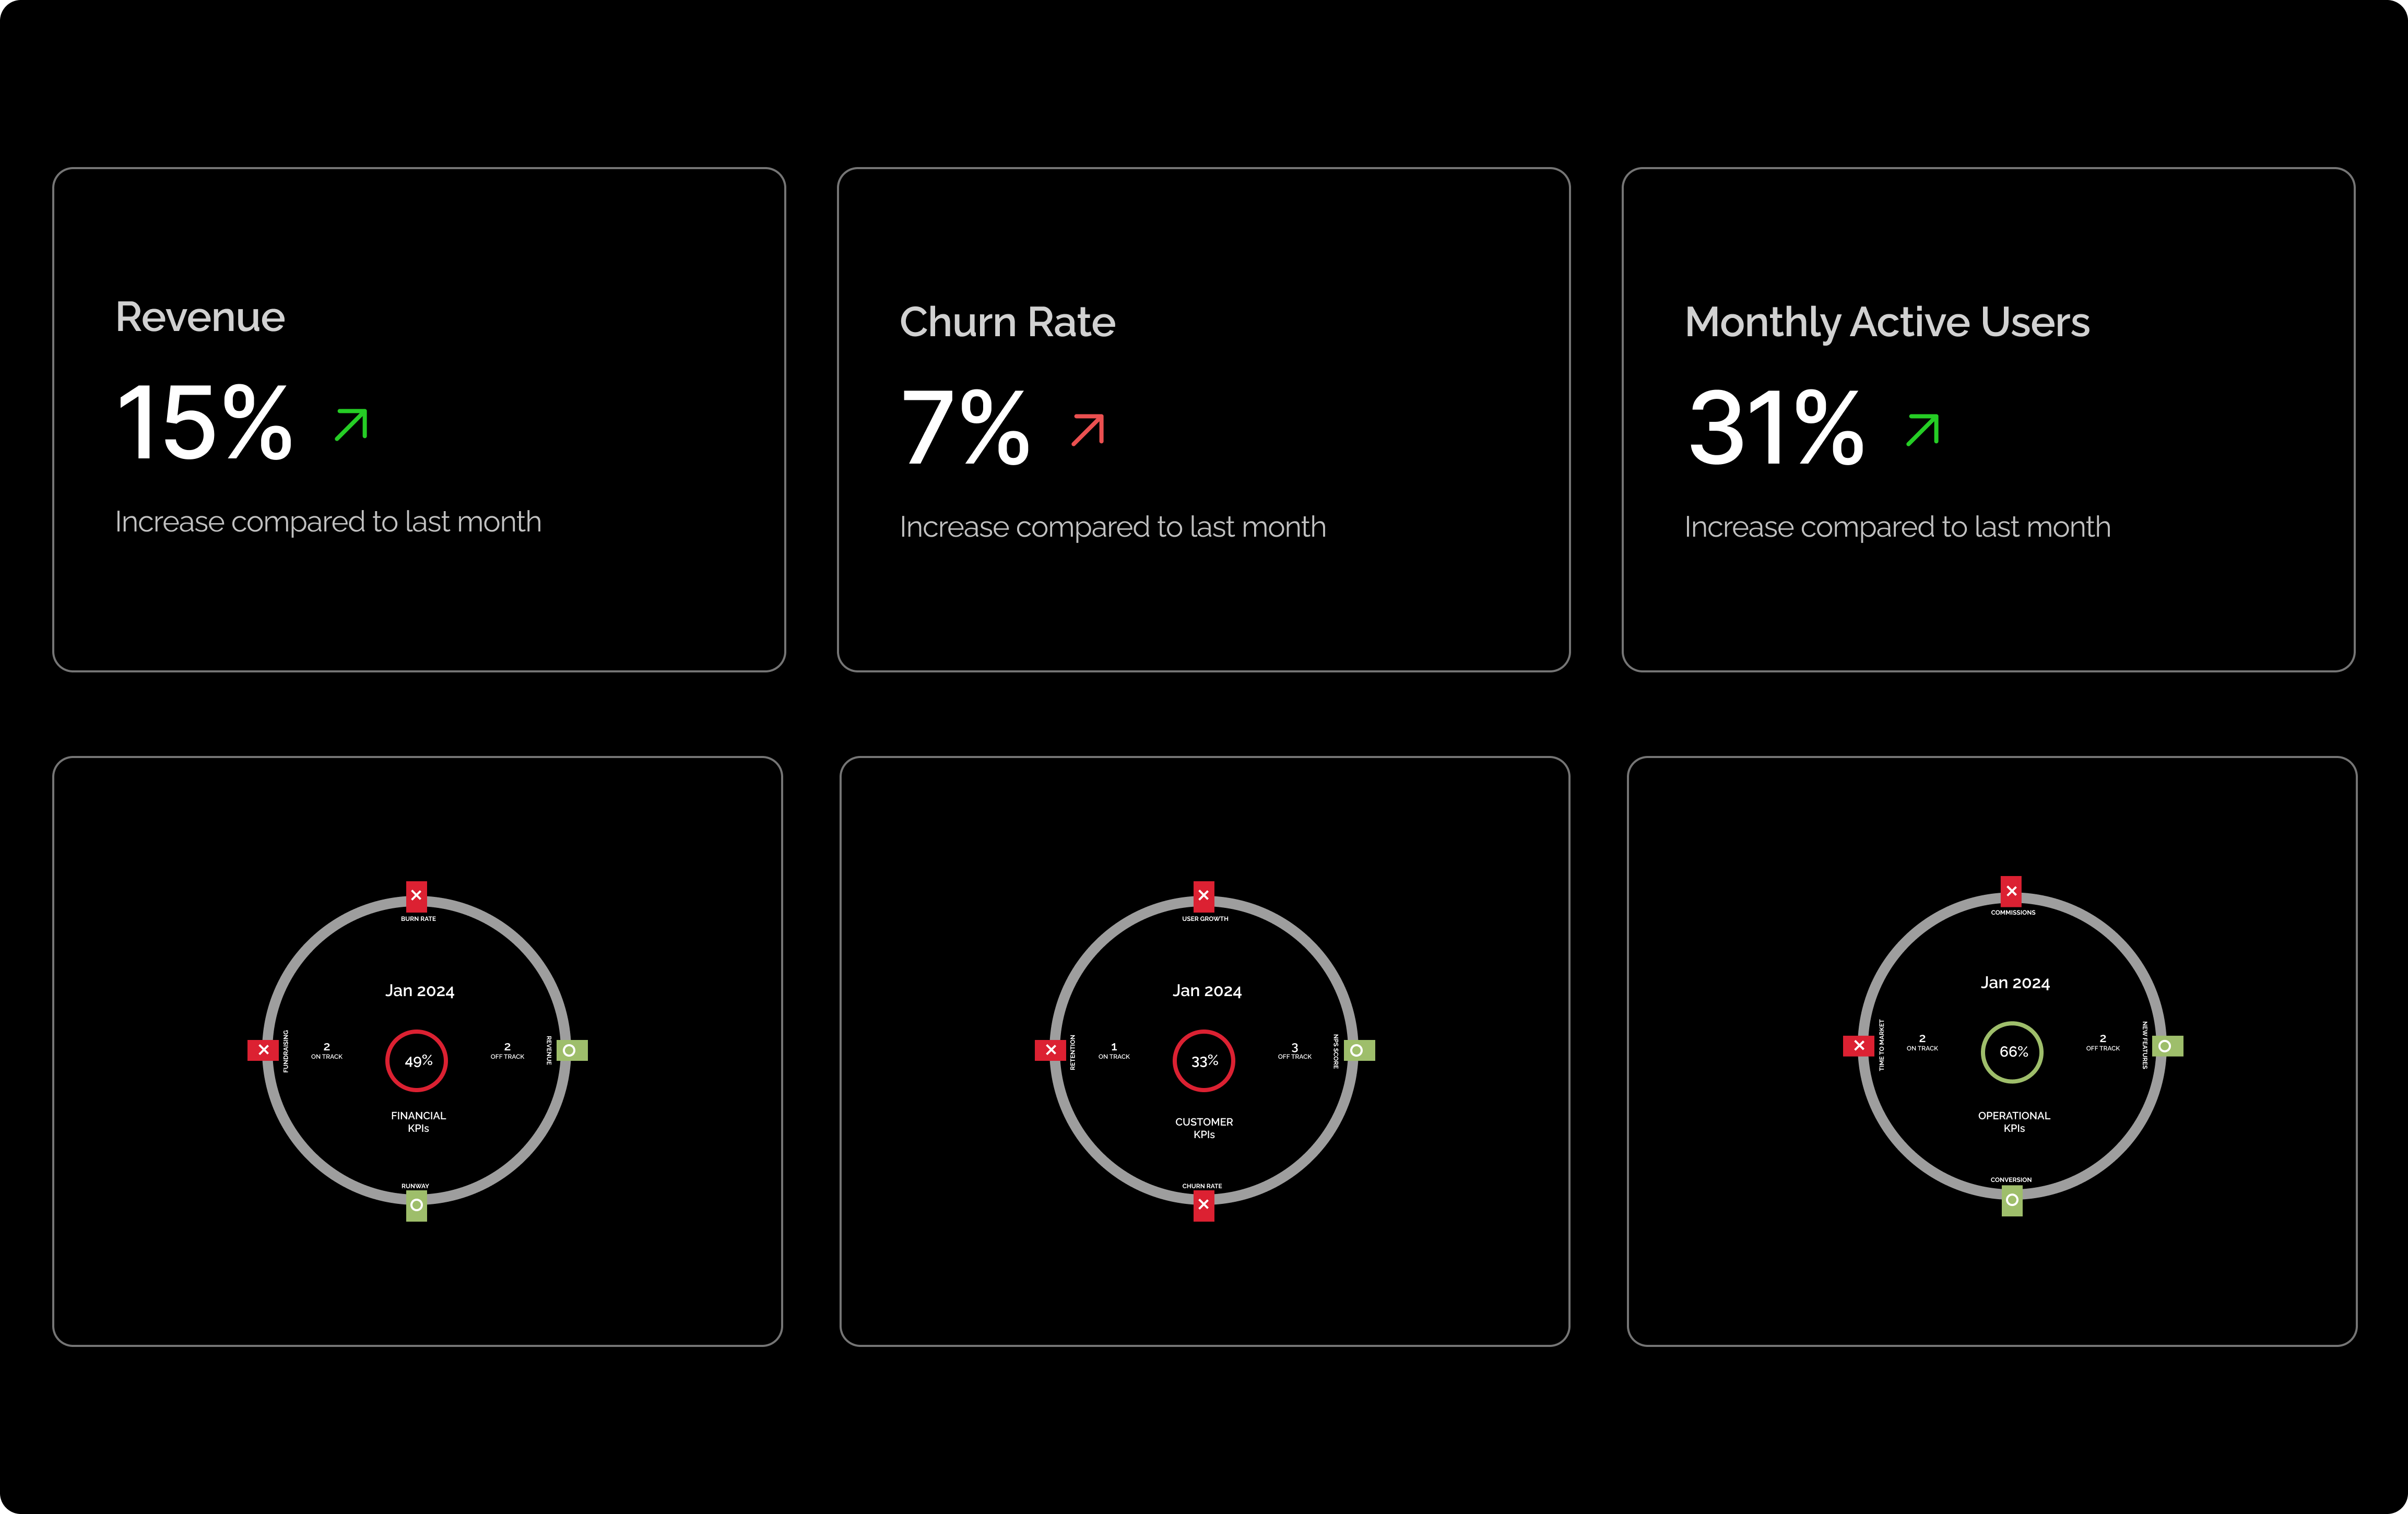 Revenue
15%
Increase compared to last month
Churn Rate
7%
Increase compared to last month
Monthly Active Users
31%
Increase compared to last month
BURN RATE
Jan 2024
FUNDRAISING
2
ON TRACK
49%
2
OFF TRACK
REVENUE
FINANCIAL
KPIs
RUNWAY
USER GROWTH
Jan 2024
RETENTION
1
ON TRACK
33%
3
OFF TRACK
NPS SCORE
CUSTOMER
KPIs
CHURN RATE
COMMISSIONS
Jan 2024
TIME TO MARKET
2
ON TRACK
66%
2
OFF TRACK
NEW FEATURES
OPERATIONAL
KPIs
CONVERSION